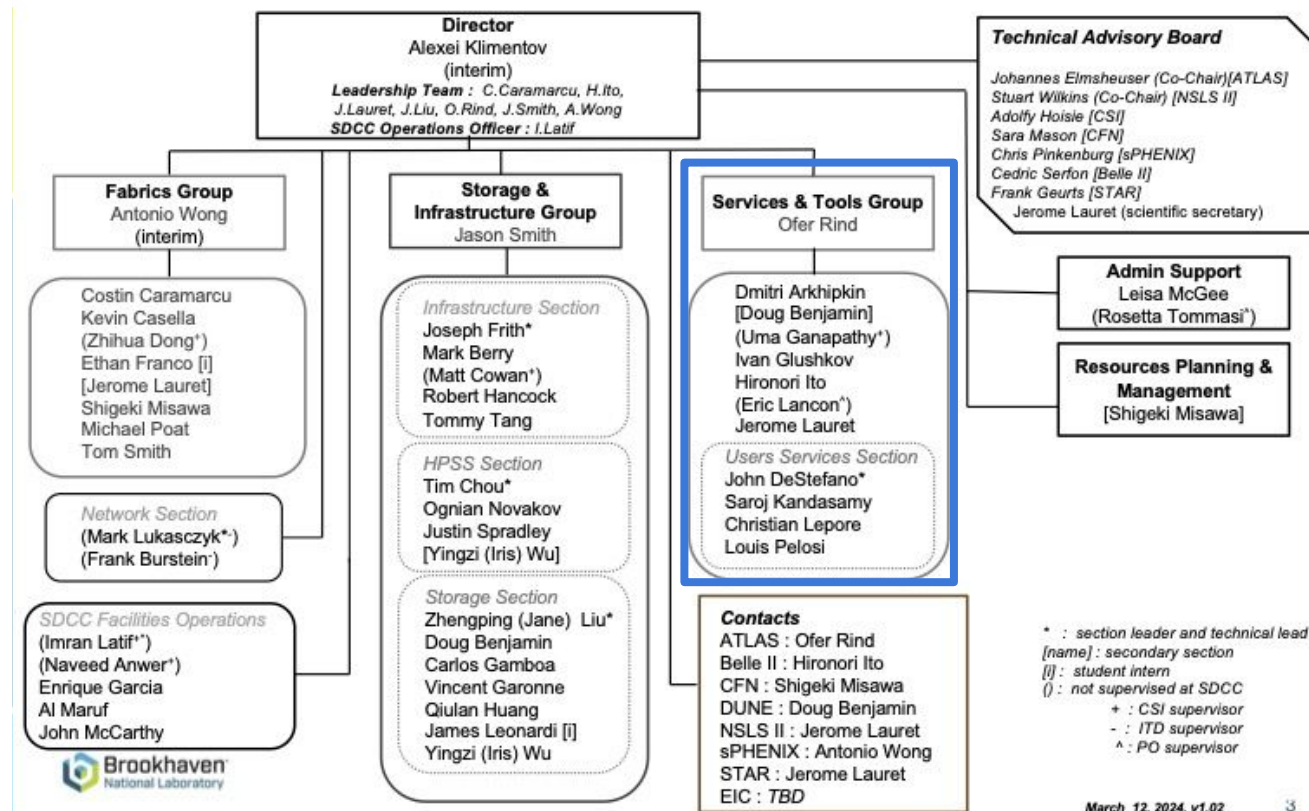 Director
Alexei Klimentov
(interim)
Leadership Team : C.Caramarcu, H.Ito,
J.Lauret, J.Liu, O.Rind, J.Smith, A.Wong
SDCC Operations Officer : I.Latif
Technical Advisory Board
Johannes Elmsheuser (Co-Chair)[ATLAS]
Stuart Wilkins (Co-Chair) [NSLS II]
Adolfy Hoisie [CSI]
Sara Mason [CFN]
Chris Pinkenburg [sPHENIX]
Cedric Serfon [Belle II]
Frank Geurts [STAR]
Jerome Lauret (scientific secretary)
Fabrics Group
Antonio Wong
(interim)
Costin Caramarcu
Kevin Casella
(Zhihua Dong⁺)
Ethan Franco [i]
[Jerome Lauret]
Shigeki Misawa
Michael Poat
Tom Smith
Network Section
(Mark Lukasczyk*⁻)
(Frank Burstein⁻)
SDCC Facilities Operations
(Imran Latif⁺*)
(Naveed Anwer⁺)
Enrique Garcia
Al Maruf
John McCarthy
Storage &
Infrastructure Group
Jason Smith
Infrastructure Section
Joseph Frith*
Mark Berry
(Matt Cowan⁺)
Robert Hancock
Tommy Tang
HPSS Section
Tim Chou*
Ognian Novakov
Justin Spradley
[Yingzi (Iris) Wu]
Storage Section
Zhengping (Jane) Liu*
Doug Benjamin
Carlos Gamboa
Vincent Garonne
Qiulan Huang
James Leonardi [i]
Yingzi (Iris) Wu
Services & Tools Group
Ofer Rind
Dmitri Arkhipkin
[Doug Benjamin]
(Uma Ganapathy⁺)
Ivan Glushkov
Hironori Ito
(Eric Lancon^)
Jerome Lauret
Users Services Section
John DeStefano*
Saroj Kandasamy
Christian Lepore
Louis Pelosi
Admin Support
Leisa McGee
(Rosetta Tommasi^)
Resources Planning &
Management
[Shigeki Misawa]
Contacts
ATLAS : Ofer Rind
Belle II : Hironori Ito
CFN : Shigeki Misawa
DUNE : Doug Benjamin
NSLS II : Jerome Lauret
sPHENIX : Antonio Wong
STAR : Jerome Lauret
EIC : TBD
* : section leader and technical lead
[name] : secondary section
[i] : student intern
() : not supervised at SDCC
+ : CSI supervisor
- : ITD supervisor
^ : PO supervisor
Brookhaven
National Laboratory
March 12, 2024, v1.02
3